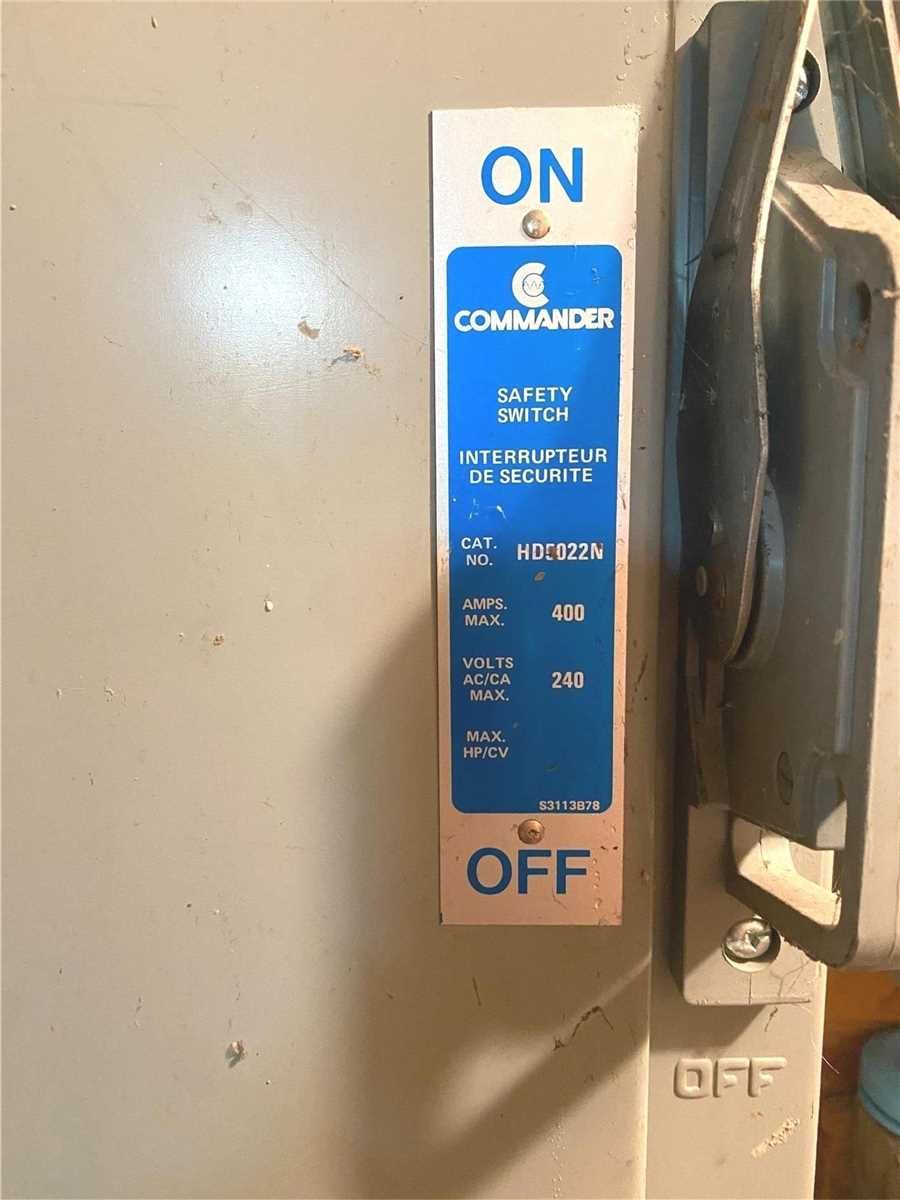 ON
COMMANDER
SAFETY
SWITCH
INTERRUPTEUR
DE SECURITE
CAT.
NO. HD5022N
AMPS.
MAX. 400
VOLTS
AC/CA 240
MAX.
MAX.
HP/CV
S3113B78
OFF
OFF